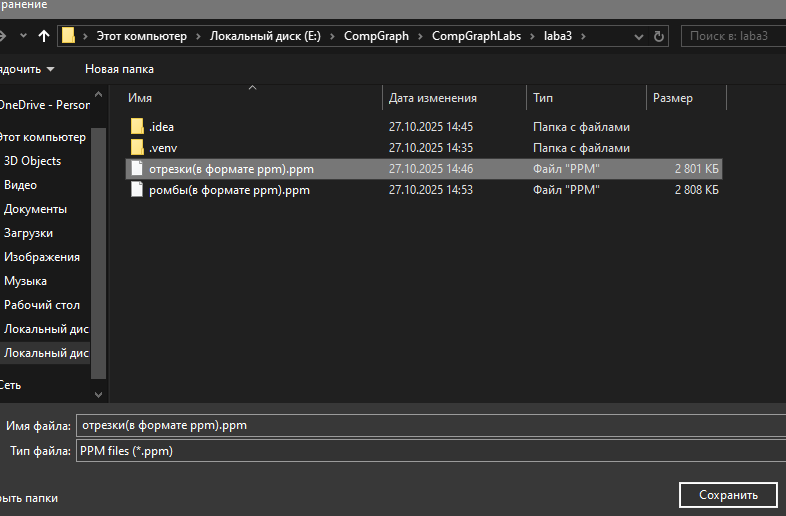 ранение
Этот компьютер > Локальный диск (E:) > CompGraph > CompGraphLabs > laba3 >
Поиск в: laba3
ядочить
Новая папка
Имя
Дата изменения
Тип
Размер
OneDrive - Person
Этот компьютер
3D Objects
Видео
Документы
Загрузки
Изображения
Музыка
Рабочий стол
Локальный дис
Локальный дис
Сеть
.idea 27.10.2025 14:45 Папка с файлами
.venv 27.10.2025 14:35 Папка с файлами
отрезки(в формате ppm).ppm 27.10.2025 14:46 Файл "PPM" 2 801 КБ
ромбы(в формате ppm).ppm 27.10.2025 14:53 Файл "PPM" 2 808 КБ
Имя файла: отрезки(в формате ppm).ppm
Тип файла: PPM files (*.ppm)
рыть папки
Сохранить